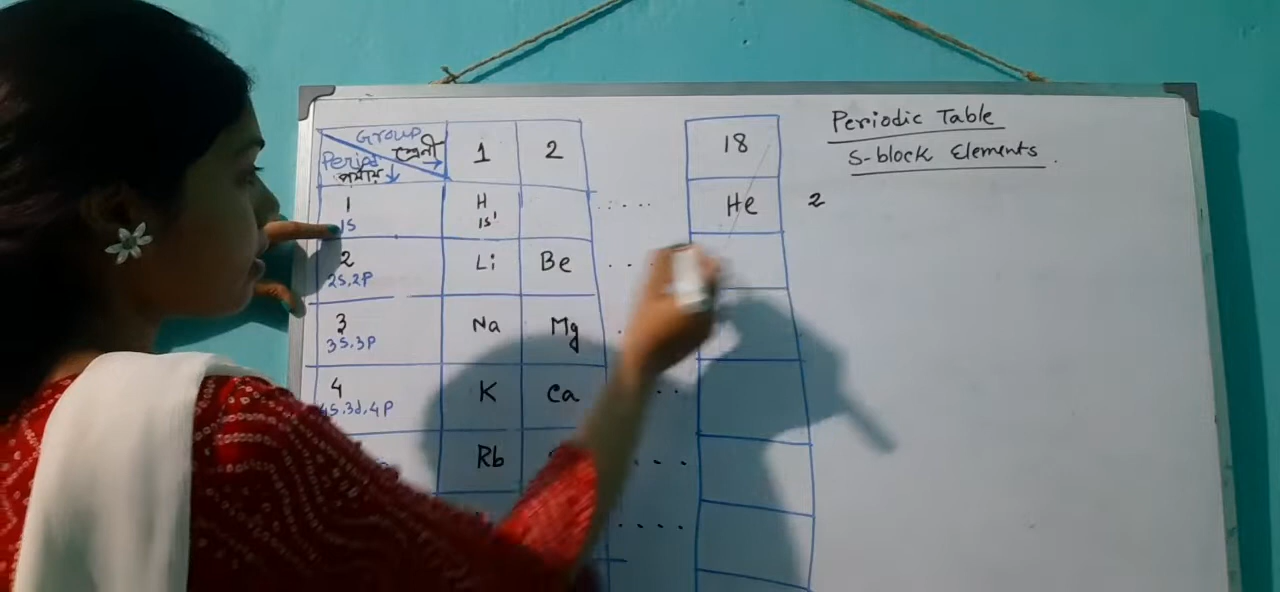 Periodic Table
S-block Elements.
Group
শ্রেনী
Period
পর্যায়
1 2 18
1 H He 2
1S 1s¹
2 Li Be
2S,2P
3 Na Mg
3S,3P
4 K Ca
4S,3d,4P
Rb